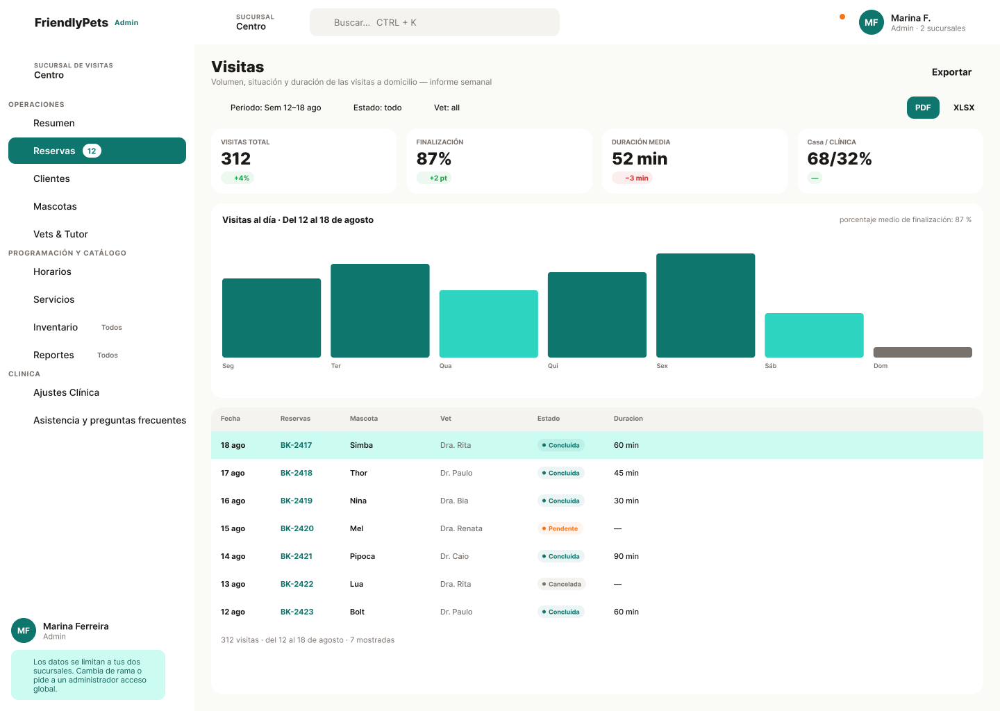 FriendlyPets Admin
SUCURSAL
Centro
Buscar... CTRL + K
MF
Marina F.
Admin · 2 sucursales
SUCURSAL DE VISITAS
Centro
OPERACIONES
Resumen
Reservas 12
Clientes
Mascotas
Vets & Tutor
PROGRAMACIÓN Y CATÁLOGO
Horarios
Servicios
Inventario Todos
Reportes Todos
CLINICA
Ajustes Clínica
Asistencia y preguntas frecuentes
MF
Marina Ferreira
Admin
Los datos se limitan a tus dos
sucursales. Cambia de rama o
pide a un administrador acceso
global.
Visitas
Volumen, situación y duración de las visitas a domicilio — informe semanal
Exportar
Periodo: Sem 12–18 ago Estado: todo Vet: all
PDF XLSX
VISITAS TOTAL
312
+4%
FINALIZACIÓN
87%
+2 pt
DURACIÓN MEDIA
52 min
−3 min
Casa / CLÍNICA
68/32%
—
Visitas al día · Del 12 al 18 de agosto
porcentaje medio de finalización: 87 %
Seg Ter Qua Qui Sex Sáb Dom
Fecha Reservas Mascota Vet Estado Duracion
18 ago BK-2417 Simba Dra. Rita Concluída 60 min
17 ago BK-2418 Thor Dr. Paulo Concluída 45 min
16 ago BK-2419 Nina Dra. Bia Concluída 30 min
15 ago BK-2420 Mel Dra. Renata Pendente —
14 ago BK-2421 Pipoca Dr. Caio Concluída 90 min
13 ago BK-2422 Lua Dra. Rita Cancelada —
12 ago BK-2423 Bolt Dr. Paulo Concluída 60 min
312 visitas · del 12 al 18 de agosto · 7 mostradas